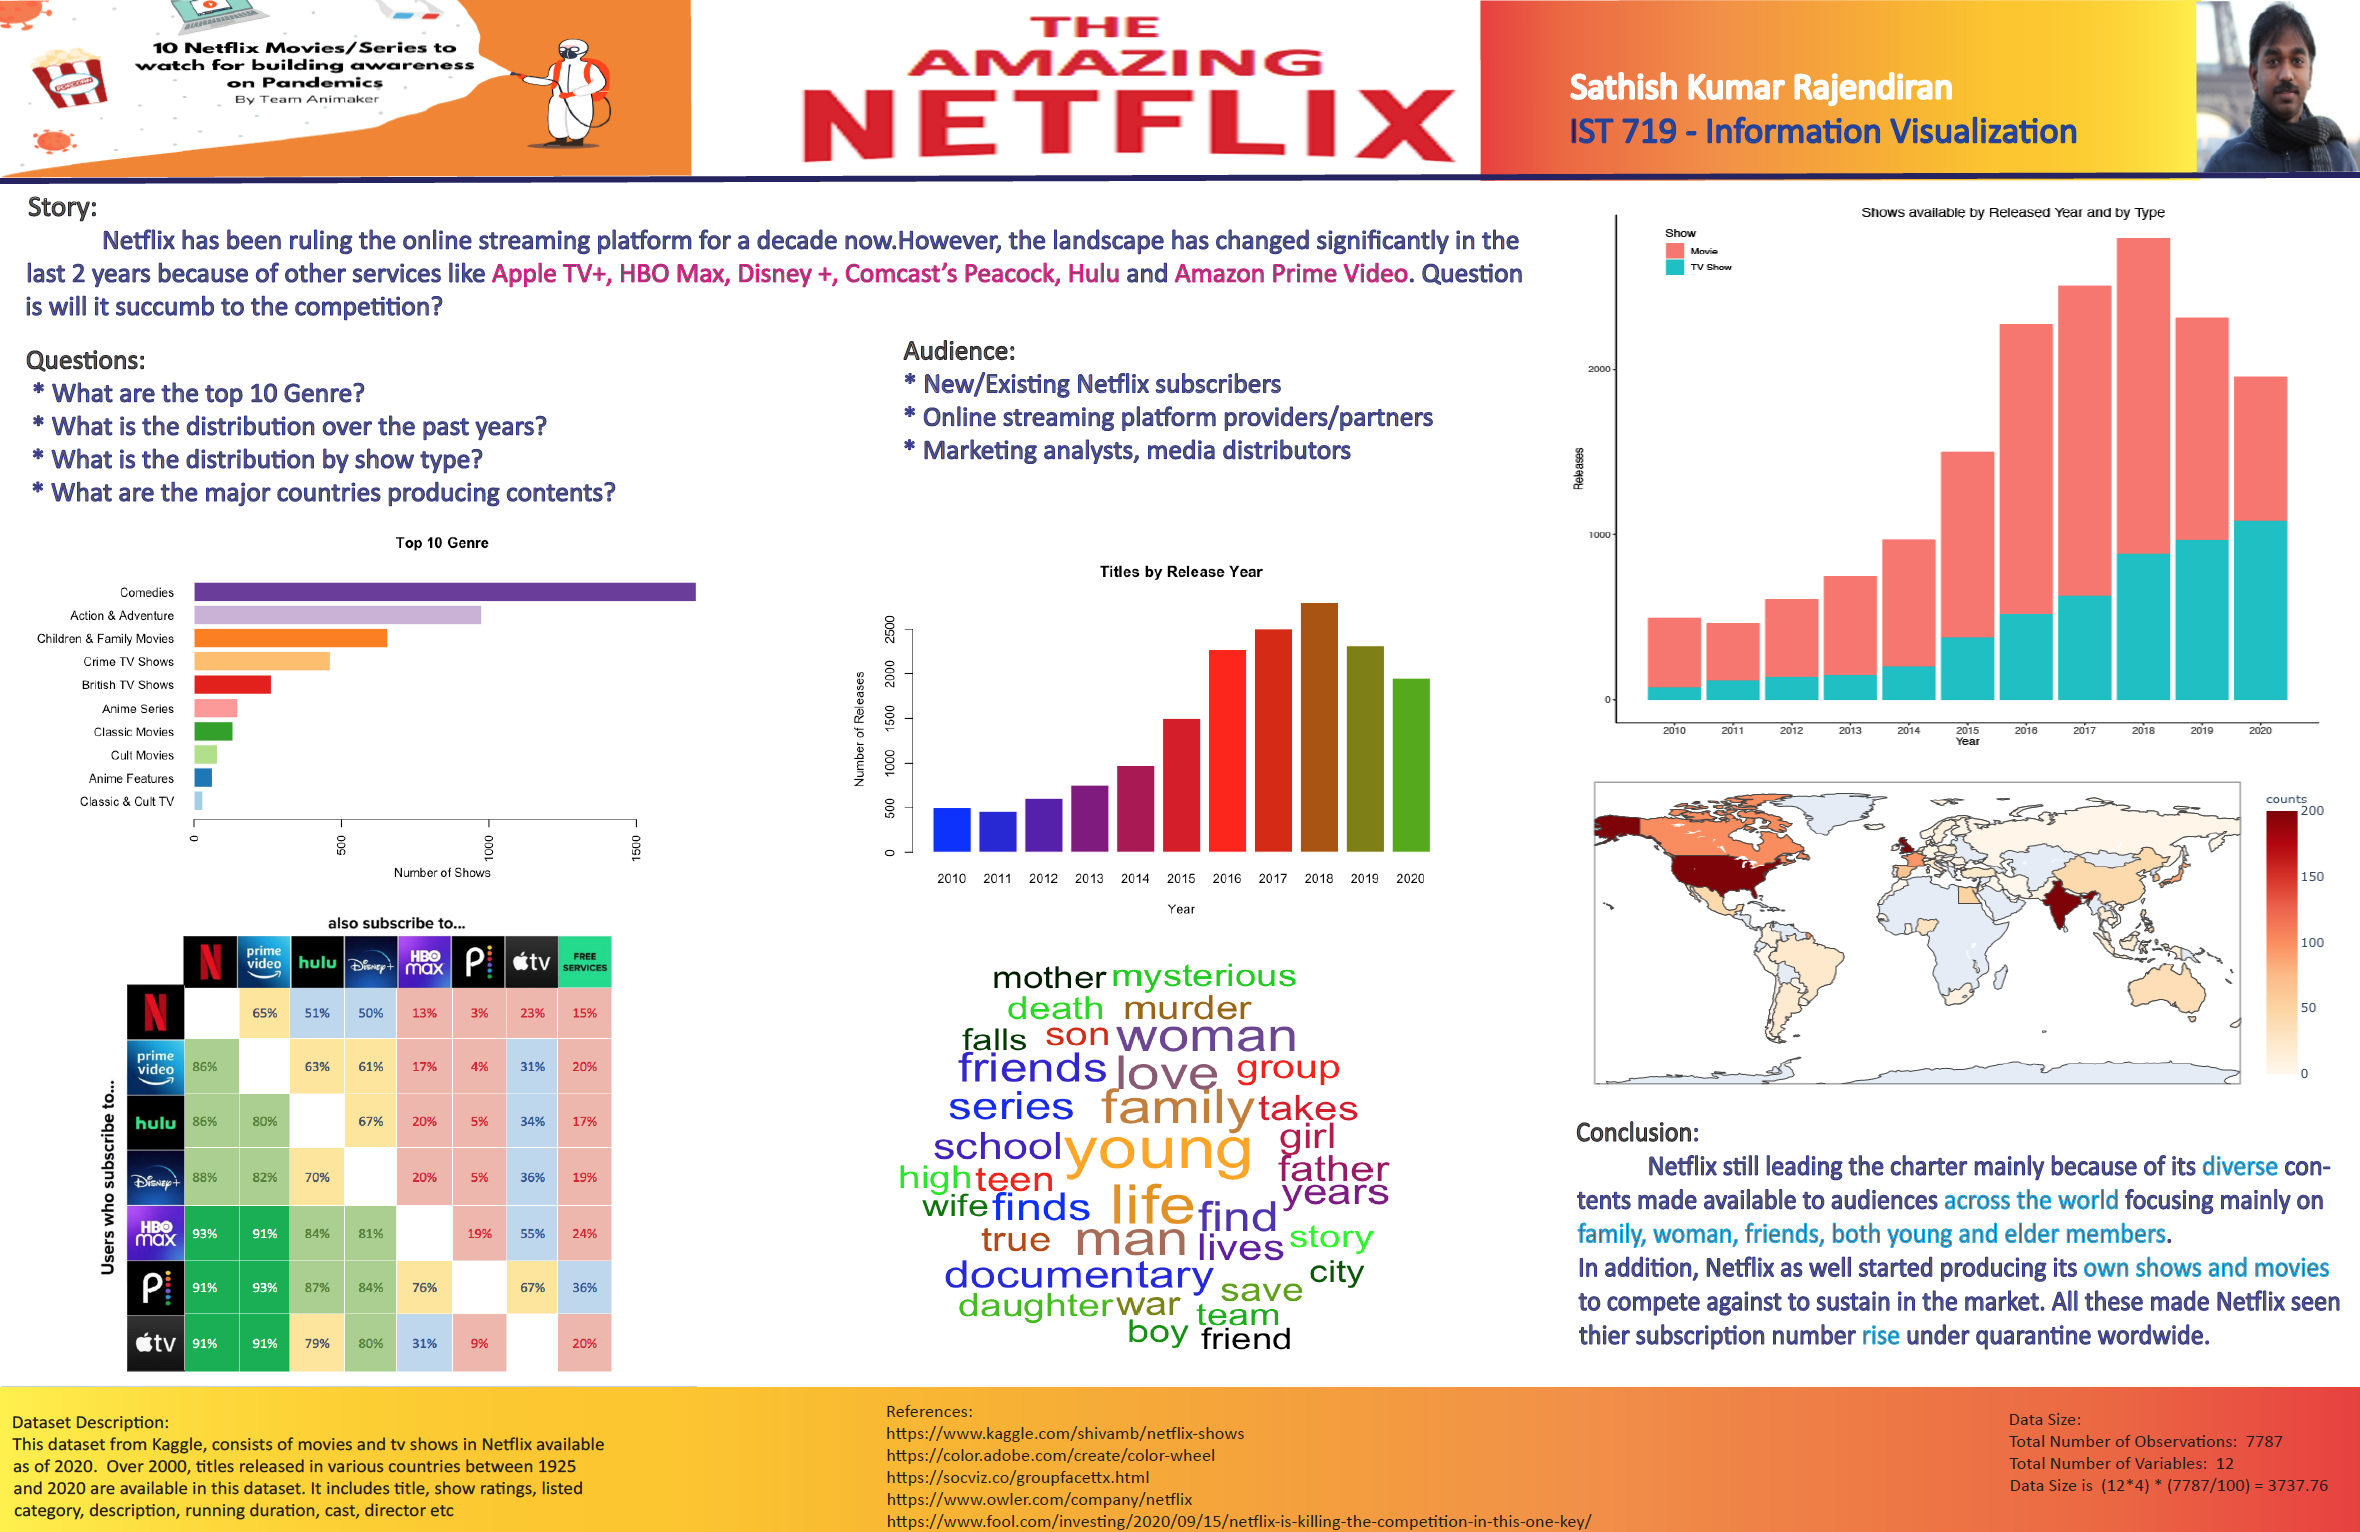 10 Netflix Movies/Series to
watch for building awareness
on Pandemics
By Team Animaker
POPCORN
THE
AMAZING
NETFLIX
Sathish Kumar Rajendiran
IST 719 - Information Visualization
Story:
Netflix has been ruling the online streaming platform for a decade now.However, the landscape has changed significantly in the
last 2 years because of other services like Apple TV+, HBO Max, Disney +, Comcast's Peacock, Hulu and Amazon Prime Video. Question
is will it succumb to the competition?
Questions:
* What are the top 10 Genre?
* What is the distribution over the past years?
* What is the distribution by show type?
* What are the major countries producing contents?
Audience:
* New/Existing Netflix subscribers
* Online streaming platform providers/partners
* Marketing analysts, media distributors
Top 10 Genre
Comedies
Action & Adventure
Children & Family Movies
Crime TV Shows
British TV Shows
Anime Series
Classic Movies
Cult Movies
Anime Features
Classic & Cult TV
0 500 1000 1500
Number of Shows
Titles by Release Year
Number of Releases
2500
2000
1500
1000
500
0
2010 2011 2012 2013 2014 2015 2016 2017 2018 2019 2020
Year
Shows available by Released Year and by Type
Show
Movie
TV Show
Releases
2000
1000
0
2010 2011 2012 2013 2014 2015 2016 2017 2018 2019 2020
Year
also subscribe to...
Users who subscribe to...
N prime video hulu Disney+ HBO max P tv FREE SERVICES
N 65% 51% 50% 13% 3% 23% 15%
prime video 86% 63% 61% 17% 4% 31% 20%
hulu 86% 80% 67% 20% 5% 34% 17%
Disney+ 88% 82% 70% 20% 5% 36% 19%
HBO max 93% 91% 84% 81% 19% 55% 24%
P 91% 93% 87% 84% 76% 67% 36%
tv 91% 91% 79% 80% 31% 9% 20%
mother mysterious
death murder
falls son woman
friends love group
series family takes
school young girl
high teen father
wife finds life find years
true man lives story
documentary save city
daughter war team
boy friend
counts
200
150
100
50
0
Conclusion:
Netflix still leading the charter mainly because of its diverse con-
tents made available to audiences across the world focusing mainly on
family, woman, friends, both young and elder members.
In addition, Netflix as well started producing its own shows and movies
to compete against to sustain in the market. All these made Netflix seen
thier subscription number rise under quarantine wordwide.
Dataset Description:
This dataset from Kaggle, consists of movies and tv shows in Netflix available
as of 2020. Over 2000, titles released in various countries between 1925
and 2020 are available in this dataset. It includes title, show ratings, listed
category, description, running duration, cast, director etc
References:
https://www.kaggle.com/shivamb/netflix-shows
https://color.adobe.com/create/color-wheel
https://socviz.co/groupfacettx.html
https://www.owler.com/company/netflix
https://www.fool.com/investing/2020/09/15/netflix-is-killing-the-competition-in-this-one-key/
Data Size:
Total Number of Observations: 7787
Total Number of Variables: 12
Data Size is (12*4) * (7787/100) = 3737.76